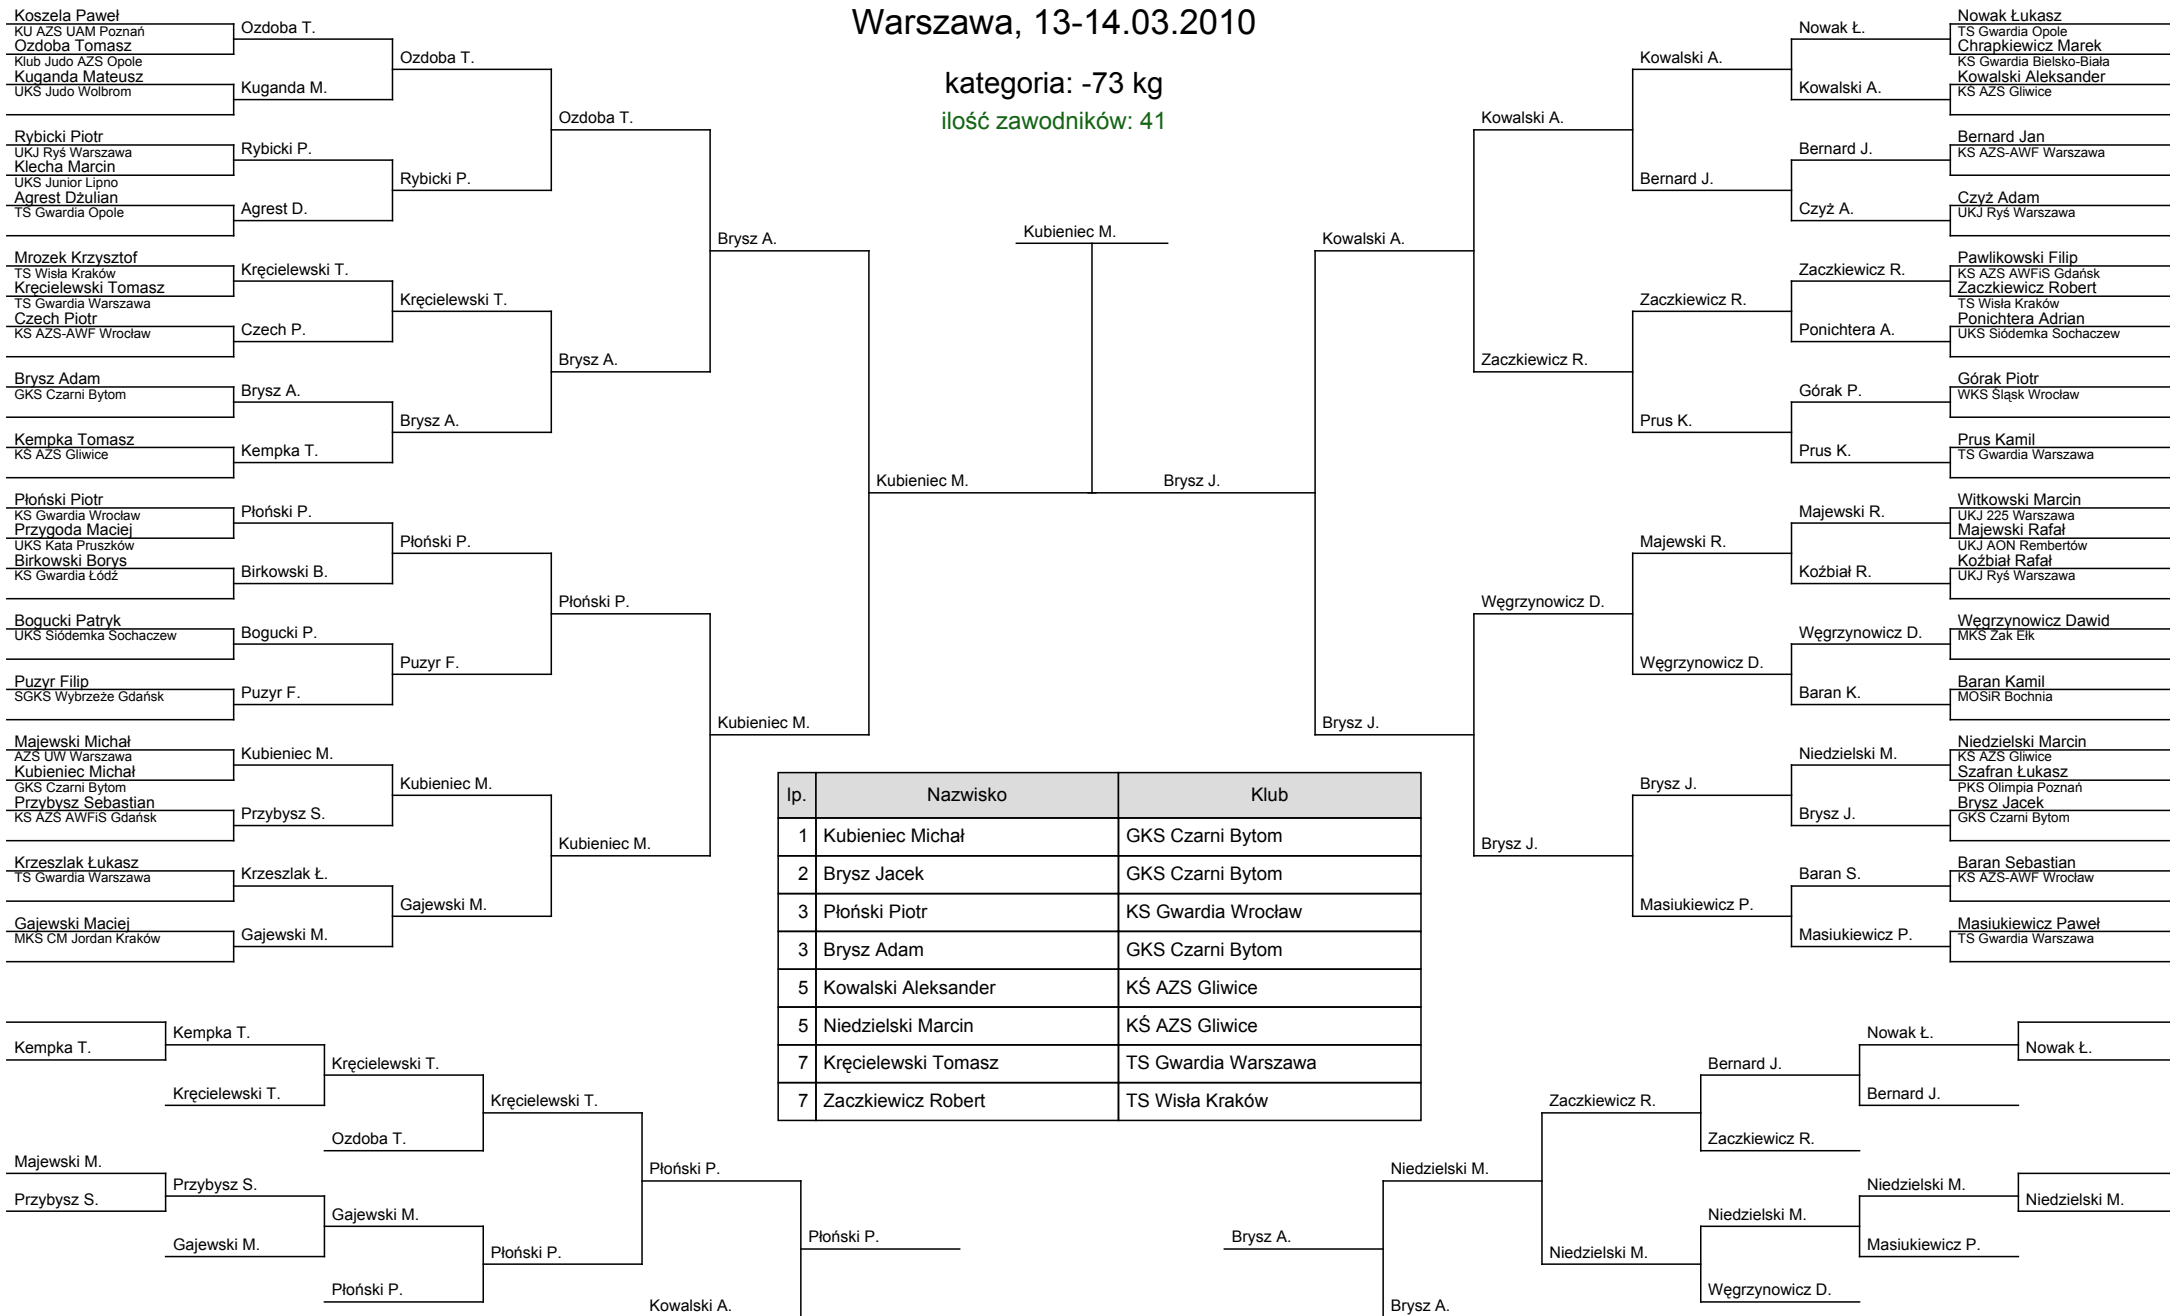 Warszawa, 13-14.03.2010
kategoria: -73 kg
ilość zawodników: 41
Koszela Paweł
KU AZS UAM Poznań
Ozdoba Tomasz
Klub Judo AZS Opole
Kuganda Mateusz
UKS Judo Wolbrom
Rybicki Piotr
UKJ Ryś Warszawa
Klecha Marcin
UKS Junior Lipno
Agrest Dżulian
TS Gwardia Opole
Mrozek Krzysztof
TS Wisła Kraków
Kręcielewski Tomasz
TS Gwardia Warszawa
Czech Piotr
KS AZS-AWF Wrocław
Brysz Adam
GKS Czarni Bytom
Kempka Tomasz
KŚ AZS Gliwice
Płoński Piotr
KS Gwardia Wrocław
Przygoda Maciej
UKS Kata Pruszków
Birkowski Borys
KS Gwardia Łódź
Bogucki Patryk
UKS Siódemka Sochaczew
Puzyr Filip
SGKS Wybrzeże Gdańsk
Majewski Michał
AZS UW Warszawa
Kubieniec Michał
GKS Czarni Bytom
Przybysz Sebastian
KS AZS AWFiS Gdańsk
Krzeszlak Łukasz
TS Gwardia Warszawa
Gajewski Maciej
MKS CM Jordan Kraków
Ozdoba T.
Kuganda M.
Rybicki P.
Agrest D.
Kręcielewski T.
Czech P.
Brysz A.
Kempka T.
Płoński P.
Birkowski B.
Bogucki P.
Puzyr F.
Kubieniec M.
Przybysz S.
Krzeszlak Ł.
Gajewski M.
Ozdoba T.
Rybicki P.
Kręcielewski T.
Brysz A.
Płoński P.
Puzyr F.
Kubieniec M.
Gajewski M.
Ozdoba T.
Brysz A.
Płoński P.
Kubieniec M.
Brysz A.
Kubieniec M.
Kubieniec M.
Kubieniec M.
Brysz J.
Kowalski A.
Brysz J.
Kowalski A.
Zaczkiewicz R.
Węgrzynowicz D.
Brysz J.
Kowalski A.
Bernard J.
Zaczkiewicz R.
Prus K.
Majewski R.
Węgrzynowicz D.
Brysz J.
Masiukiewicz P.
Nowak Ł.
Kowalski A.
Bernard J.
Czyż A.
Zaczkiewicz R.
Ponichtera A.
Górak P.
Prus K.
Majewski R.
Koźbiał R.
Węgrzynowicz D.
Baran K.
Niedzielski M.
Brysz J.
Baran S.
Masiukiewicz P.
Nowak Łukasz
TS Gwardia Opole
Chrapkiewicz Marek
KS Gwardia Bielsko-Biała
Kowalski Aleksander
KŚ AZS Gliwice
Bernard Jan
KS AZS-AWF Warszawa
Czyż Adam
UKJ Ryś Warszawa
Pawlikowski Filip
KS AZS AWFiS Gdańsk
Zaczkiewicz Robert
TS Wisła Kraków
Ponichtera Adrian
UKS Siódemka Sochaczew
Górak Piotr
WKS Śląsk Wrocław
Prus Kamil
TS Gwardia Warszawa
Witkowski Marcin
UKJ 225 Warszawa
Majewski Rafał
UKJ AON Rembertów
Koźbiał Rafał
UKJ Ryś Warszawa
Węgrzynowicz Dawid
MKS Żak Ełk
Baran Kamil
MOSiR Bochnia
Niedzielski Marcin
KŚ AZS Gliwice
Szafran Łukasz
PKS Olimpia Poznań
Brysz Jacek
GKS Czarni Bytom
Baran Sebastian
KS AZS-AWF Wrocław
Masiukiewicz Paweł
TS Gwardia Warszawa
lp. Nazwisko Klub
1 Kubieniec Michał GKS Czarni Bytom
2 Brysz Jacek GKS Czarni Bytom
3 Płoński Piotr KS Gwardia Wrocław
3 Brysz Adam GKS Czarni Bytom
5 Kowalski Aleksander KŚ AZS Gliwice
5 Niedzielski Marcin KŚ AZS Gliwice
7 Kręcielewski Tomasz TS Gwardia Warszawa
7 Zaczkiewicz Robert TS Wisła Kraków
Kempka T.
Majewski M.
Przybysz S.
Kempka T.
Kręcielewski T.
Przybysz S.
Gajewski M.
Kręcielewski T.
Ozdoba T.
Gajewski M.
Płoński P.
Kręcielewski T.
Płoński P.
Płoński P.
Kowalski A.
Płoński P.
Brysz A.
Niedzielski M.
Brysz A.
Zaczkiewicz R.
Niedzielski M.
Bernard J.
Zaczkiewicz R.
Niedzielski M.
Węgrzynowicz D.
Nowak Ł.
Bernard J.
Niedzielski M.
Masiukiewicz P.
Nowak Ł.
Niedzielski M.